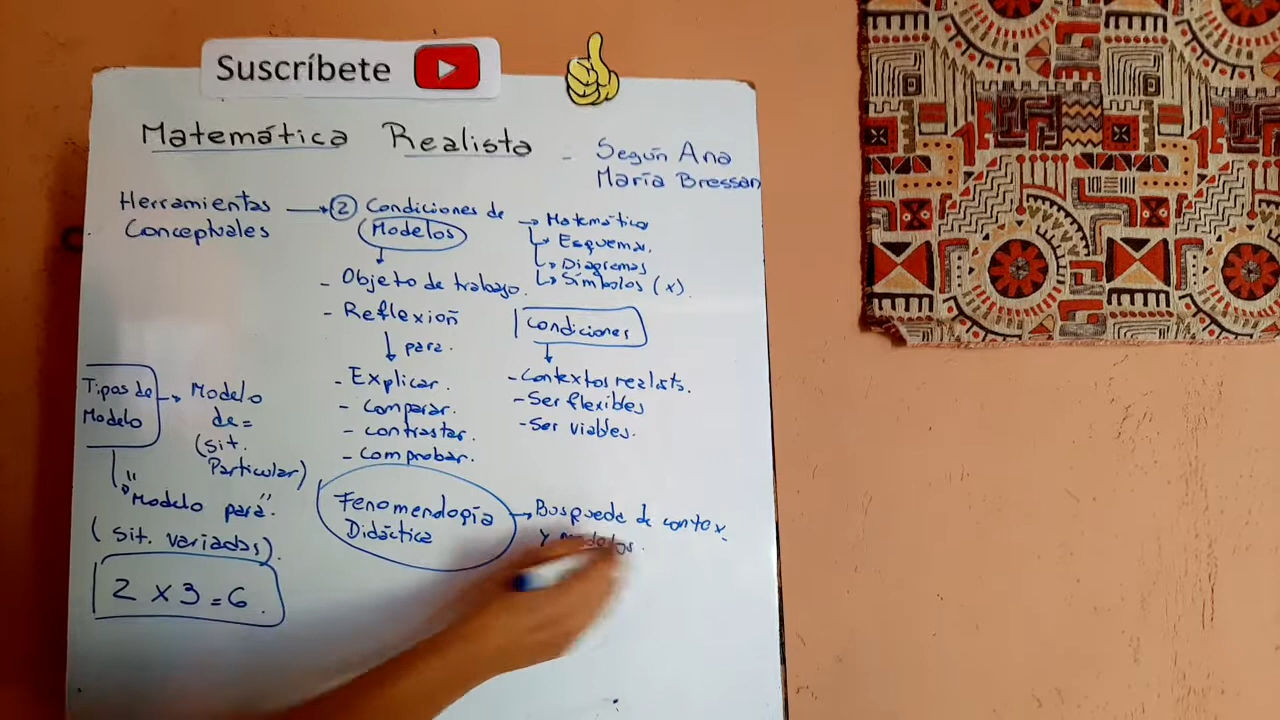 Suscríbete
Matemática Realista - Según Ana
María Bressan
Herramientas
Conceptuales
→ 2 Condiciones de
Modelos
→ Matemático
→ Esquemas.
→ Diagramas
→ Símbolos (x).
- Objeto de trabajo.
- Reflexión
para.
- Explicar.
- Comparar.
- contrastar.
- comprobar.
Condiciones
- Contextos realists.
- Ser flexibles
- Ser viables.
Tipos de
Modelo
→ Modelo
de=
(Sit.
Particular)
"Modelo para".
(Sit. variadas).
2 x 3 = 6.
Fenomenología
Didáctica
→ Búsquede de contex.
y modelos.